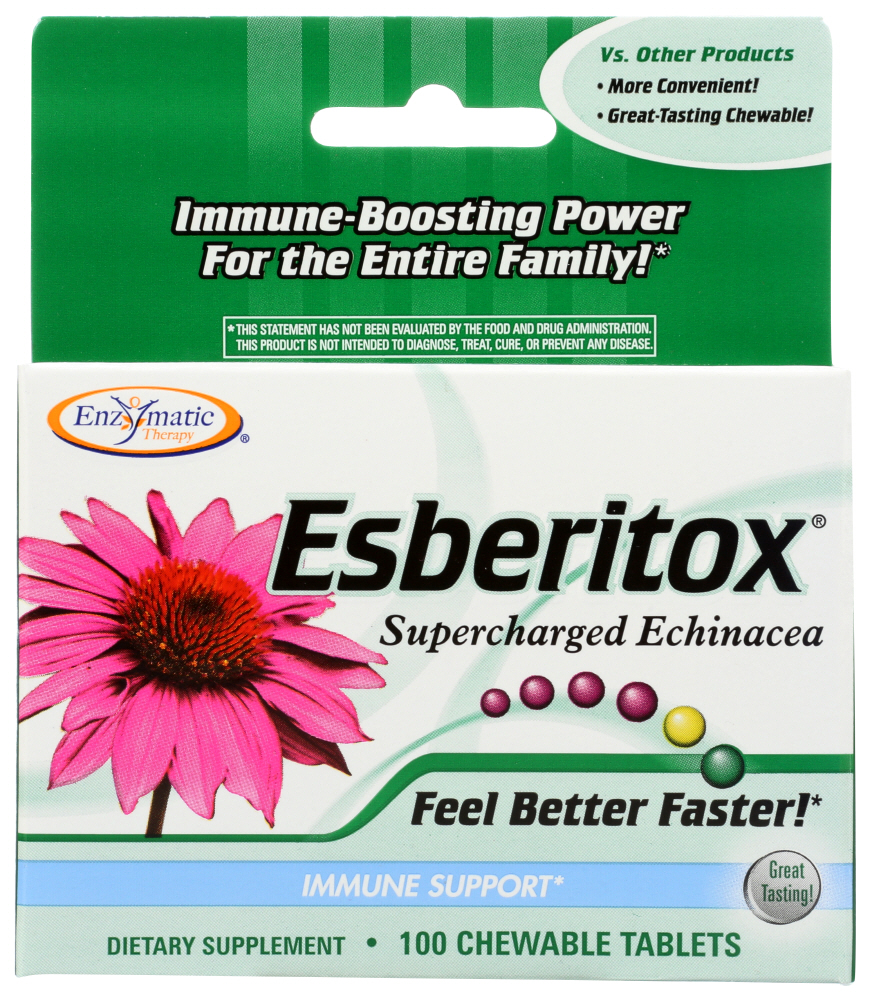 Vs. Other Products
• More Convenient!
• Great-Tasting Chewable!
Immune-Boosting Power
For the Entire Family!*
*THIS STATEMENT HAS NOT BEEN EVALUATED BY THE FOOD AND DRUG ADMINISTRATION.
THIS PRODUCT IS NOT INTENDED TO DIAGNOSE, TREAT, CURE, OR PREVENT ANY DISEASE.
Enzymatic
Therapy®
Esberitox®
Supercharged Echinacea
Feel Better Faster!*
IMMUNE SUPPORT*
Great
Tasting!
DIETARY SUPPLEMENT • 100 CHEWABLE TABLETS